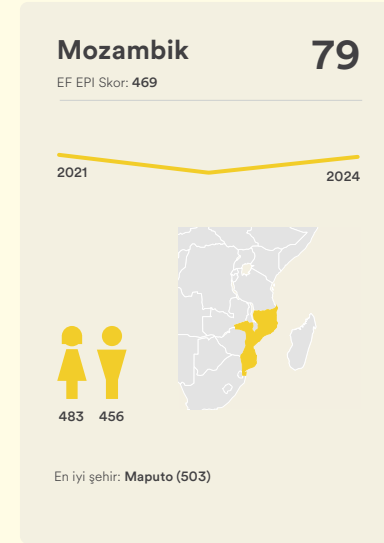 Mozambik
79
EF EPI Skor: 469
2021
2024
483 456
En iyi şehir: Maputo (503)